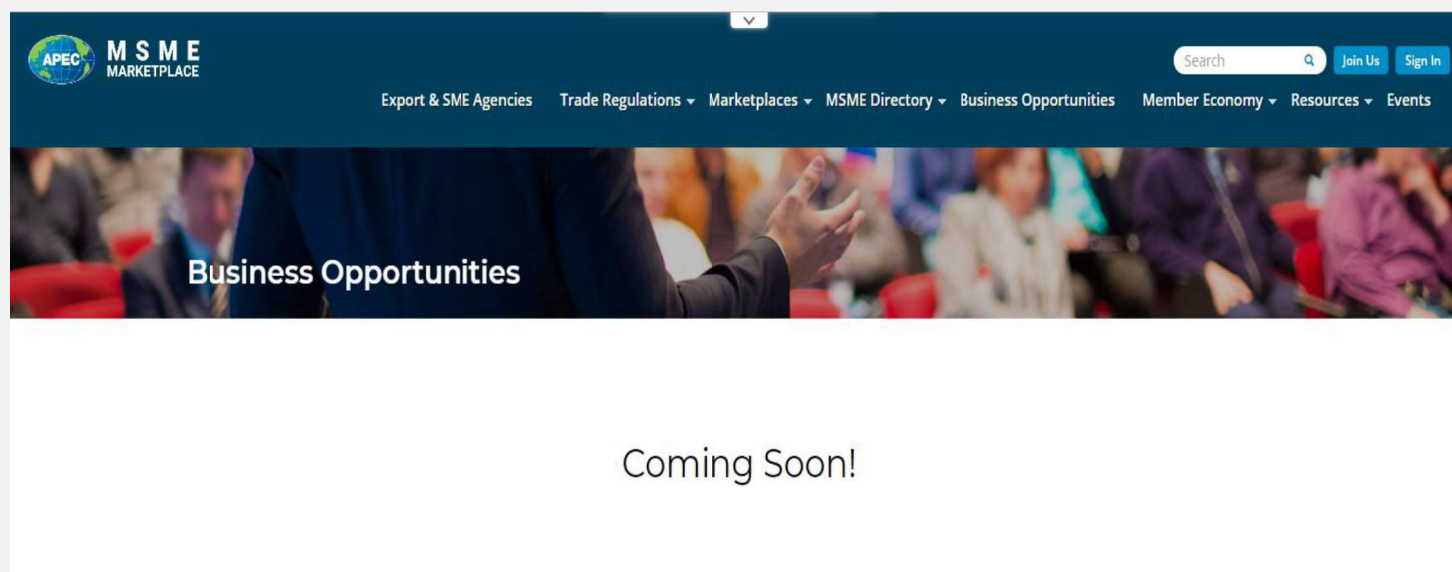 APEC
MSME
MARKETPLACE
Search
Join Us
Sign In
Export & SME Agencies
Trade Regulations
Marketplaces
MSME Directory
Business Opportunities
Member Economy
Resources
Events
Business Opportunities
Coming Soon!